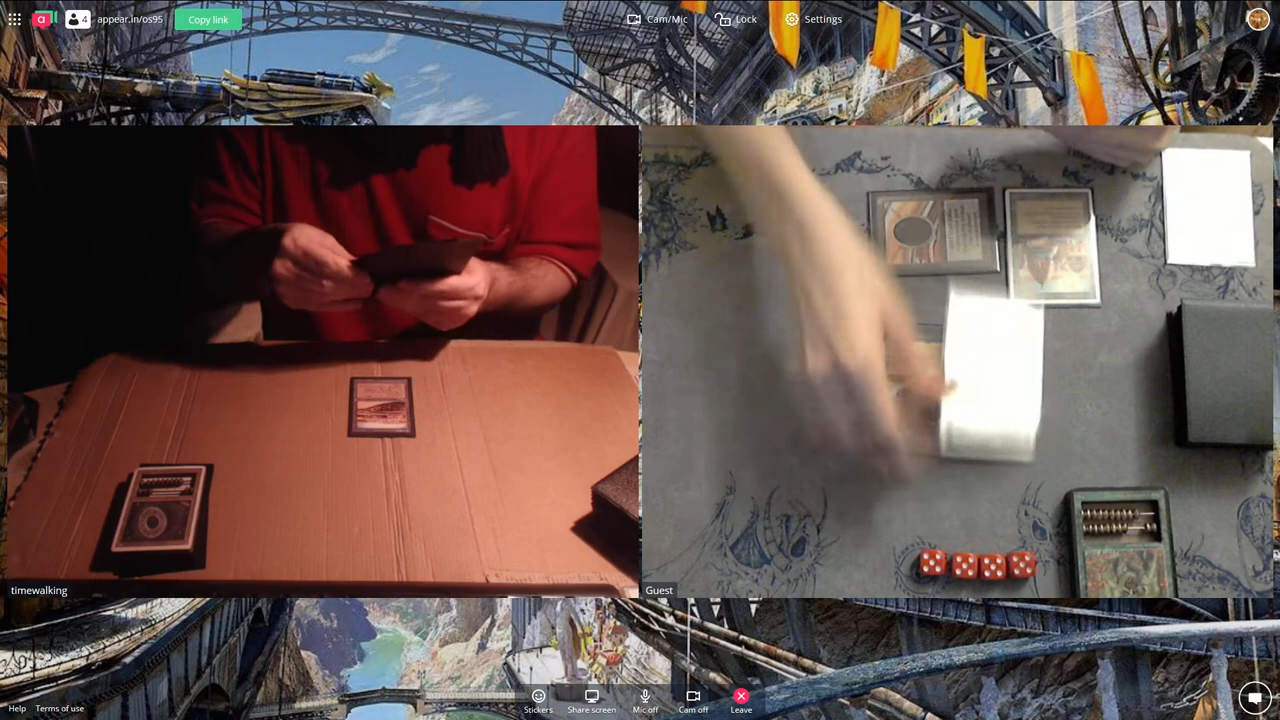 4 appear.in/os95 Copy link Cam/Mic Lock Settings
timewalking Guest
Stickers Share screen Mic off Cam off Leave
Help Terms of use